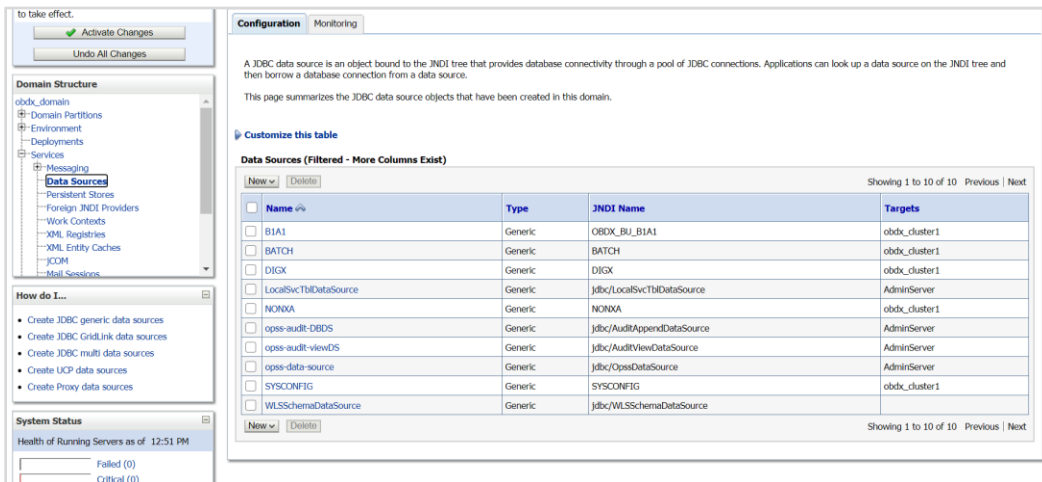 to take effect.
Activate Changes
Undo All Changes
Domain Structure
obdx_domain
Domain Partitions
Environment
Deployments
Services
Messaging
Data Sources
Persistent Stores
Foreign JNDI Providers
Work Contexts
XML Registries
XML Entity Caches
jCOM
Mail Sessions
How do I...
Create JDBC generic data sources
Create JDBC GridLink data sources
Create JDBC multi data sources
Create UCP data sources
Create Proxy data sources
System Status
Health of Running Servers as of 12:51 PM
Failed (0)
Critical (0)
Configuration Monitoring
A JDBC data source is an object bound to the JNDI tree that provides database connectivity through a pool of JDBC connections. Applications can look up a data source on the JNDI tree and
then borrow a database connection from a data source.
This page summarizes the JDBC data source objects that have been created in this domain.
Customize this table
Data Sources (Filtered - More Columns Exist)
New Delete Showing 1 to 10 of 10 Previous | Next
Name Type JNDI Name Targets
B1A1 Generic OBDX_BU_B1A1 obdx_cluster1
BATCH Generic BATCH obdx_cluster1
DIGX Generic DIGX obdx_cluster1
LocalSvcTblDataSource Generic jdbc/LocalSvcTblDataSource AdminServer
NONXA Generic NONXA obdx_cluster1
opss-audit-DBDS Generic jdbc/AuditAppendDataSource AdminServer
opss-audit-viewDS Generic jdbc/AuditViewDataSource AdminServer
opss-data-source Generic jdbc/OpssDataSource AdminServer
SYSCONFIG Generic SYSCONFIG obdx_cluster1
WLSSchemaDataSource Generic jdbc/WLSSchemaDataSource
New Delete Showing 1 to 10 of 10 Previous | Next